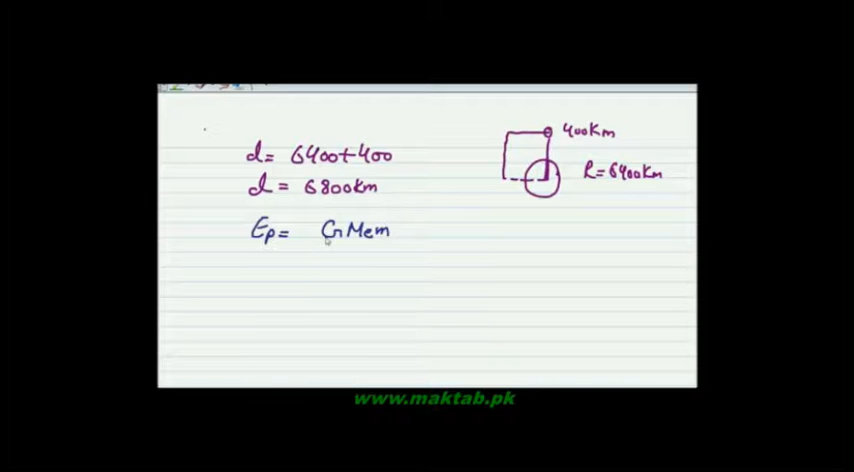 d = 6400+400
d = 6800km
Ep = GMem
400km
R = 6400km
www.maktab.pk